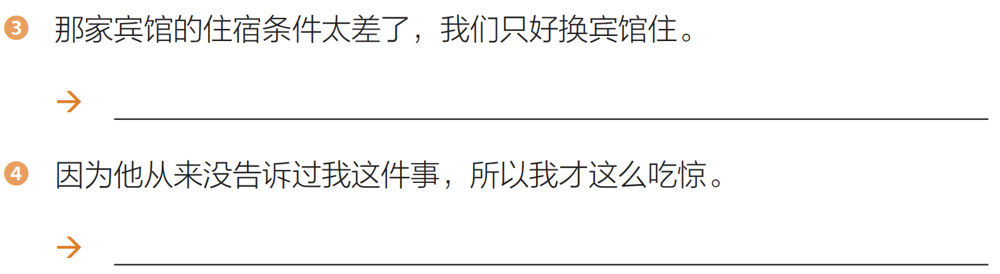 ❸ 那家宾馆的住宿条件太差了，我们只好换宾馆住。
→
❹ 因为他从来没告诉过我这件事，所以我才这么吃惊。
→